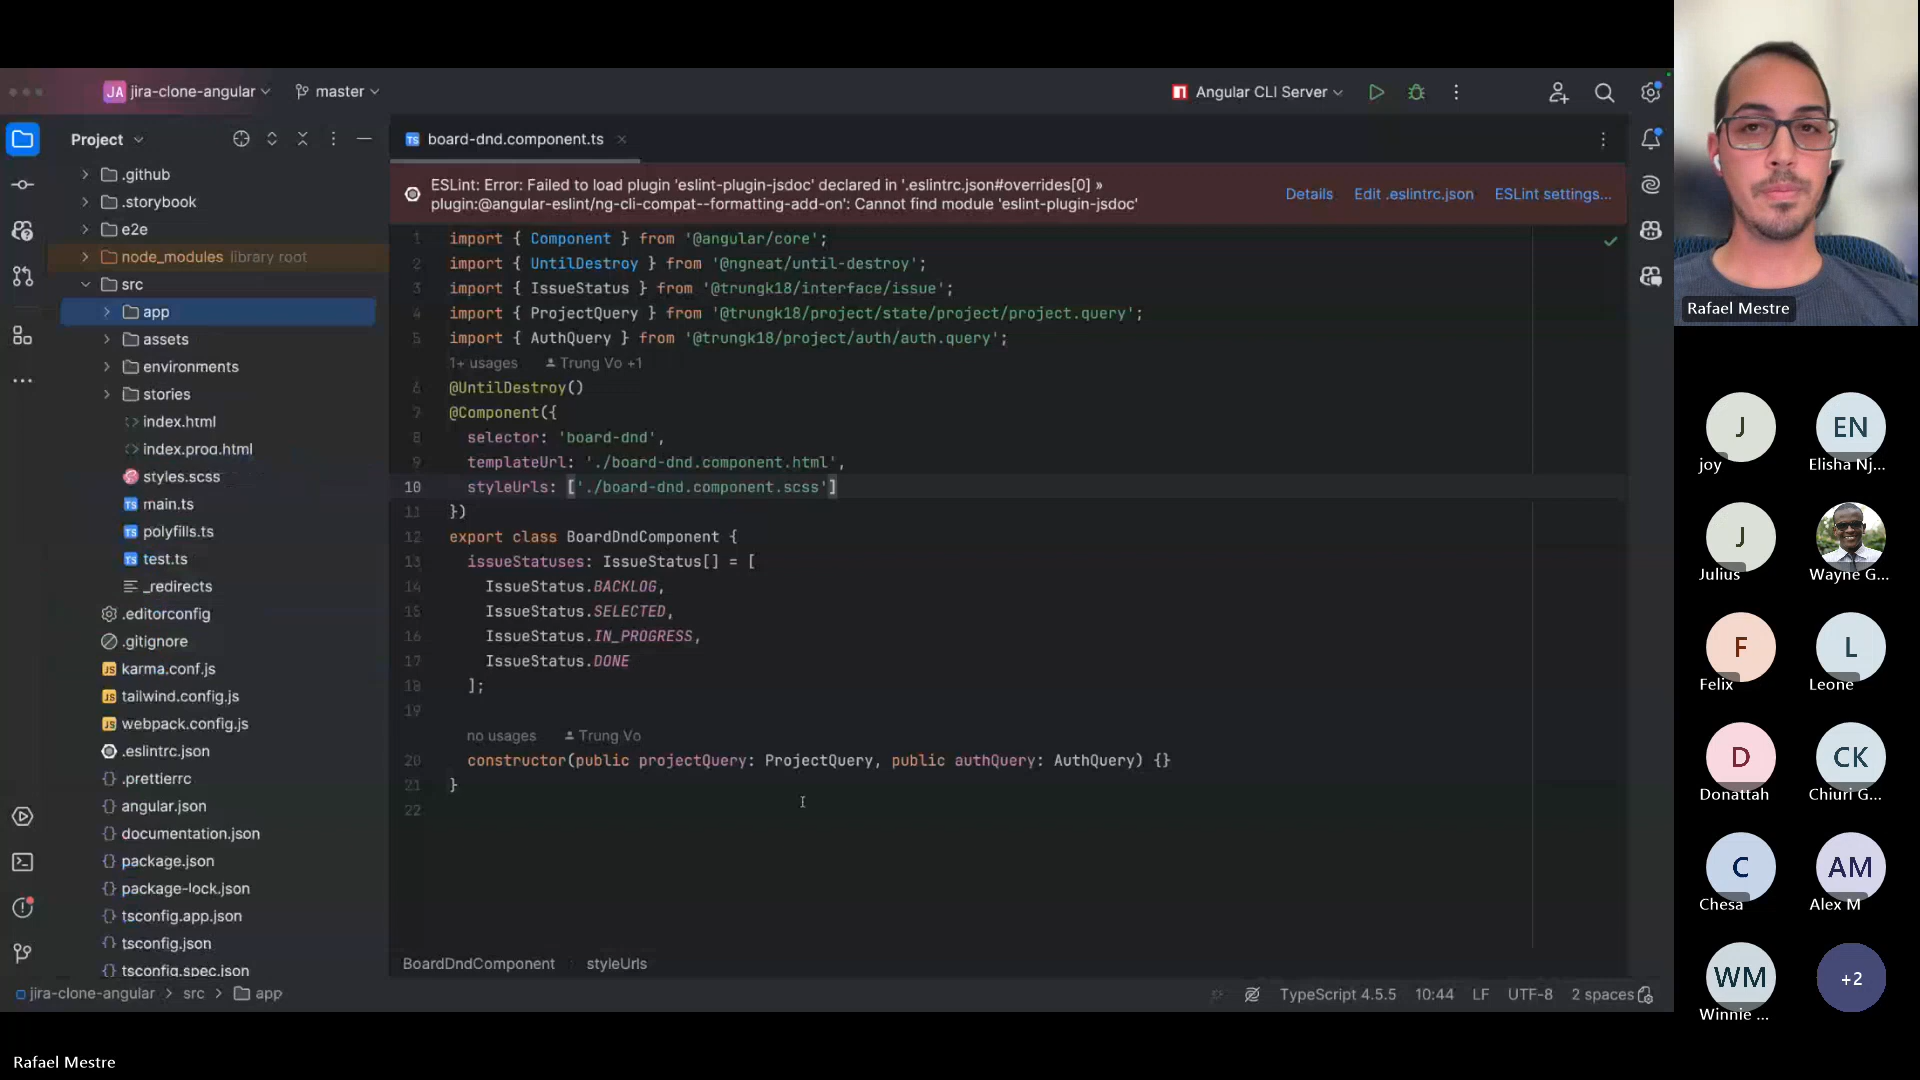 JA jira-clone-angular
master
Angular CLI Server
Project
board-dnd.component.ts
ESLint: Error: Failed to load plugin 'eslint-plugin-jsdoc' declared in '.eslintrc.json#overrides[0] »
plugin:@angular-eslint/ng-cli-compat--formatting-add-on': Cannot find module 'eslint-plugin-jsdoc'
Details
Edit .eslintrc.json
ESLint settings...
.github
.storybook
e2e
node_modules library root
src
app
assets
environments
stories
index.html
index.prod.html
styles.scss
main.ts
polyfills.ts
test.ts
_redirects
.editorconfig
.gitignore
karma.conf.js
tailwind.config.js
webpack.config.js
.eslintrc.json
.prettierrc
angular.json
documentation.json
package.json
package-lock.json
tsconfig.app.json
tsconfig.json
tsconfig.spec.json
1 import { Component } from '@angular/core';
2 import { UntilDestroy } from '@ngneat/until-destroy';
3 import { IssueStatus } from '@trungk18/interface/issue';
4 import { ProjectQuery } from '@trungk18/project/state/project/project.query';
5 import { AuthQuery } from '@trungk18/project/auth/auth.query';
1+ usages Trung Vo +1
6 @UntilDestroy()
7 @Component({
8 selector: 'board-dnd',
9 templateUrl: './board-dnd.component.html',
10 styleUrls: ['./board-dnd.component.scss']
11 })
12 export class BoardDndComponent {
13 issueStatuses: IssueStatus[] = [
14 IssueStatus.BACKLOG,
15 IssueStatus.SELECTED,
16 IssueStatus.IN_PROGRESS,
17 IssueStatus.DONE
18 ];
19
no usages Trung Vo
20 constructor(public projectQuery: ProjectQuery, public authQuery: AuthQuery) {}
21 }
22
BoardDndComponent styleUrls
jira-clone-angular > src > app
TypeScript 4.5.5 10:44 LF UTF-8 2 spaces
Rafael Mestre
Rafael Mestre
J
joy
EN
Elisha Nj...
J
Julius
Wayne G...
F
Felix
L
Leone
D
Donattah
CK
Chiuri G...
C
Chesa
AM
Alex M
WM
Winnie ...
+2